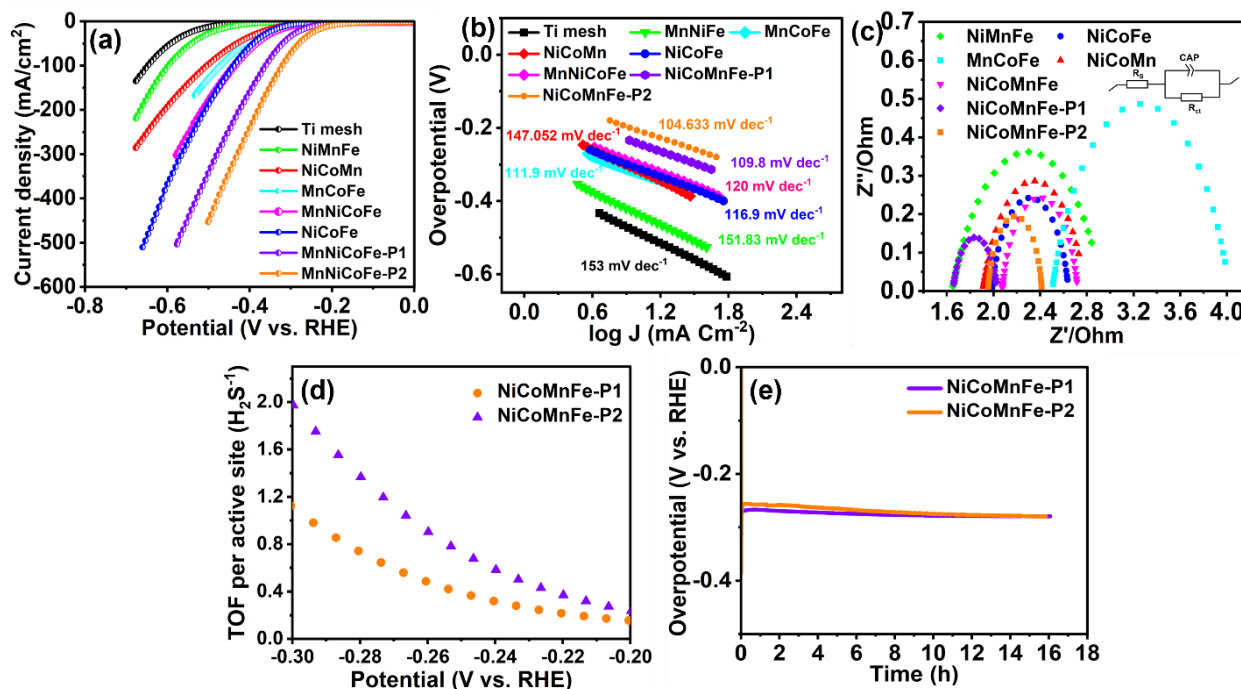 (a)
Current density (mA/cm²)
0
-100
-200
-300
-400
-500
-600
-0.8
-0.6
-0.4
-0.2
0.0
Potential (V vs. RHE)
Ti mesh
NiMnFe
NiCoMn
MnCoFe
MnNiCoFe
NiCoFe
MnNiCoFe-P1
MnNiCoFe-P2
b)
Overpotential (V)
0.0
-0.2
-0.4
-0.6
0.0
0.6
1.2
1.8
2.4
log J (mA Cm⁻²)
Ti mesh
MnNiFe
MnCoFe
NiCoMn
NiCoFe
MnNiCoFe
NiCoMnFe-P1
NiCoMnFe-P2
147.052 mV dec⁻¹
104.633 mV dec⁻¹
109.8 mV dec⁻¹
111.9 mV dec⁻¹
120 mV dec⁻¹
116.9 mV dec⁻¹
151.83 mV dec⁻¹
153 mV dec⁻¹
(c)
Z''/Ohm
0.7
0.6
0.5
0.4
0.3
0.2
0.1
0.0
1.6
2.0
2.4
2.8
3.2
3.6
4.0
Z'/Ohm
NiMnFe
NiCoFe
MnCoFe
NiCoMn
NiCoMnFe
NiCoMnFe-P1
NiCoMnFe-P2
Rs
CAP
Rct
(d)
TOF per active site (H₂S⁻¹)
2.0
1.6
1.2
0.8
0.4
0.0
-0.30
-0.28
-0.26
-0.24
-0.22
-0.20
Potential (V vs. RHE)
NiCoMnFe-P1
NiCoMnFe-P2
(e)
Overpotential (V vs. RHE)
0.0
-0.2
-0.4
0
2
4
6
8
10
12
14
16
18
Time (h)
NiCoMnFe-P1
NiCoMnFe-P2